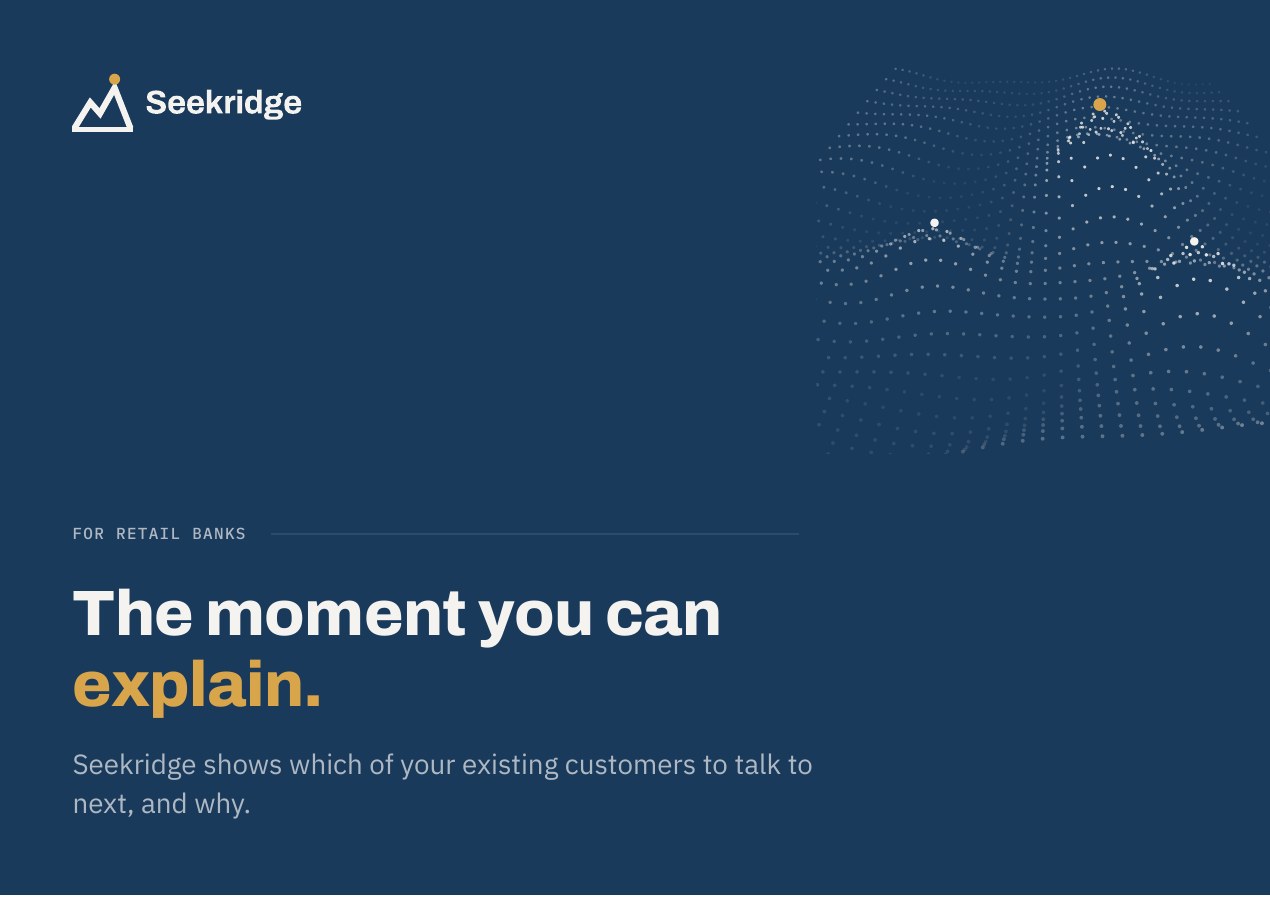 Seekridge
FOR RETAIL BANKS
The moment you can
explain.
Seekridge shows which of your existing customers to talk to
next, and why.